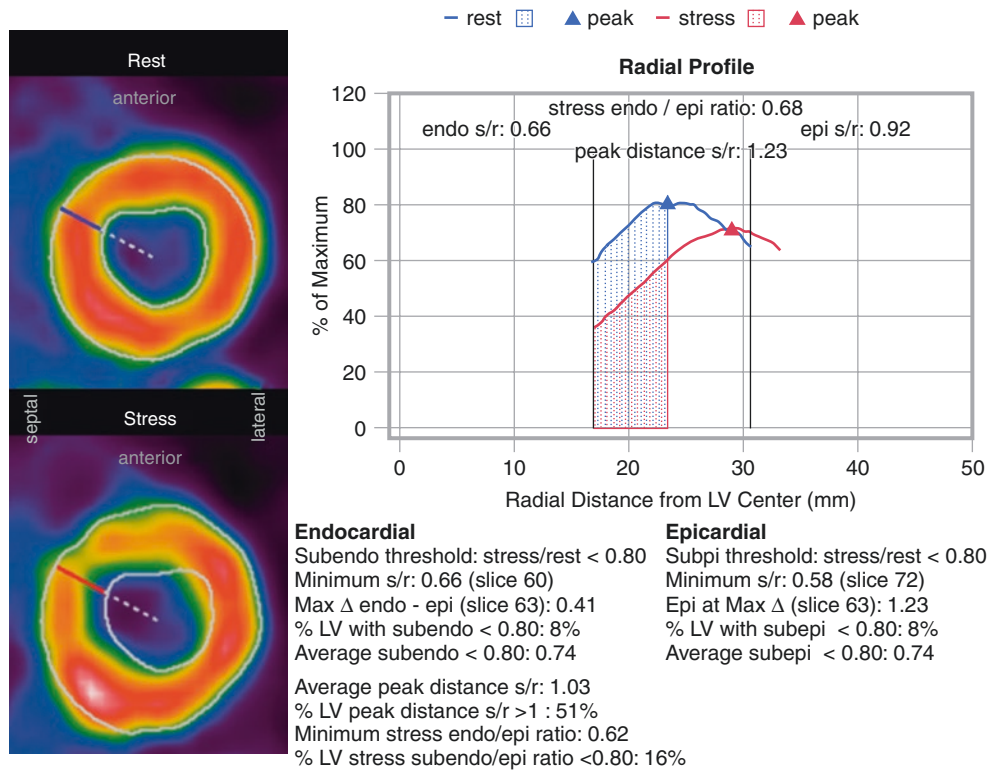 rest peak stress peak
Rest
anterior
septal
lateral
Stress
anterior
Radial Profile
stress endo / epi ratio: 0.68
endo s/r: 0.66
epi s/r: 0.92
peak distance s/r: 1.23
% of Maximum
120
100
80
60
40
20
0
0 10 20 30 40 50
Radial Distance from LV Center (mm)
Endocardial
Subendo threshold: stress/rest < 0.80
Minimum s/r: 0.66 (slice 60)
Max Δ endo - epi (slice 63): 0.41
% LV with subendo < 0.80: 8%
Average subendo < 0.80: 0.74
Average peak distance s/r: 1.03
% LV peak distance s/r >1 : 51%
Minimum stress endo/epi ratio: 0.62
% LV stress subendo/epi ratio <0.80: 16%
Epicardial
Subpi threshold: stress/rest < 0.80
Minimum s/r: 0.58 (slice 72)
Epi at Max Δ (slice 63): 1.23
% LV with subepi < 0.80: 8%
Average subepi < 0.80: 0.74